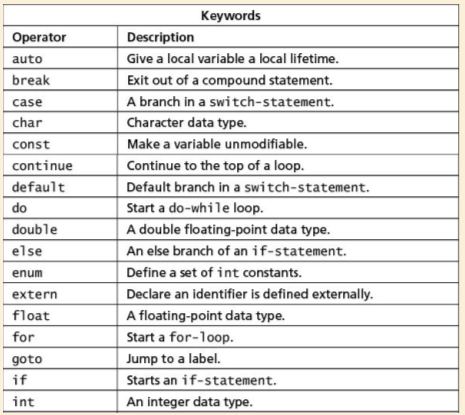 Keywords
Operator Description
auto Give a local variable a local lifetime.
break Exit out of a compound statement.
case A branch in a switch-statement.
char Character data type.
const Make a variable unmodifiable.
continue Continue to the top of a loop.
default Default branch in a switch-statement.
do Start a do-while loop.
double A double floating-point data type.
else An else branch of an if-statement.
enum Define a set of int constants.
extern Declare an identifier is defined externally.
float A floating-point data type.
for Start a for-loop.
goto Jump to a label.
if Starts an if-statement.
int An integer data type.